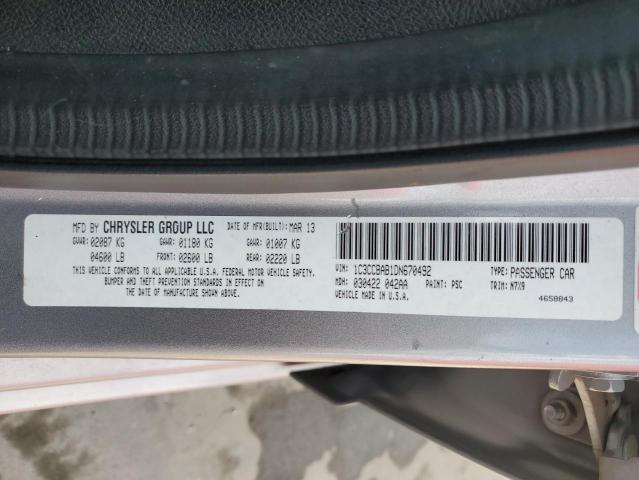 MFD BY CHRYSLER GROUP LLC DATE OF MFR(BUILT): MAR 13
GVWR: 02087 KG GAWR: 01180 KG GAWR: 01007 KG
04600 LB FRONT: 02600 LB REAR: 02220 LB
THIS VEHICLE CONFORMS TO ALL APPLICABLE U.S.A. FEDERAL MOTOR VEHICLE SAFETY,
BUMPER AND THEFT PREVENTION STANDARDS IN EFFECT ON
THE DATE OF MANUFACTURE SHOWN ABOVE.
VIN: 1C3CCBAB1DN670492 TYPE: PASSENGER CAR
MDH: 030422 042AA PAINT: PSC TRIM: N7X9
VEHICLE MADE IN U.S.A. 4658843